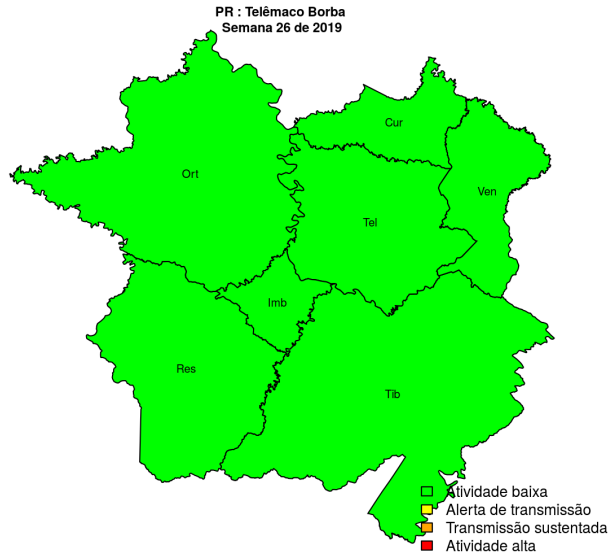 PR : Telêmaco Borba
Semana 26 de 2019
Cur
Ort
Ven
Tel
Imb
Res
Tib
Atividade baixa
Alerta de transmissão
Transmissão sustentada
Atividade alta